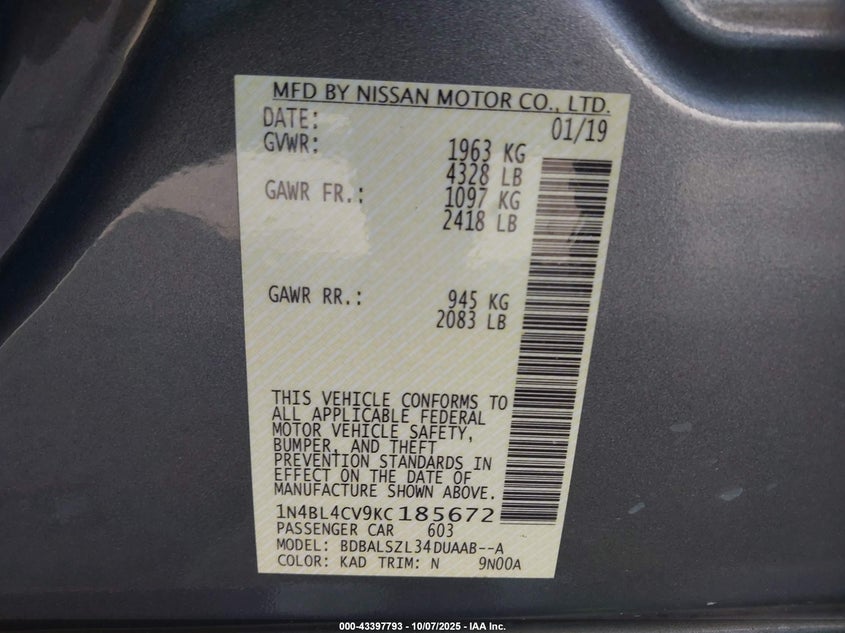 MFD BY NISSAN MOTOR CO., LTD.
DATE: 01/19
GVWR: 1963 KG
4328 LB
GAWR FR.: 1097 KG
2418 LB
GAWR RR.: 945 KG
2083 LB
THIS VEHICLE CONFORMS TO
ALL APPLICABLE FEDERAL
MOTOR VEHICLE SAFETY,
BUMPER, AND THEFT
PREVENTION STANDARDS IN
EFFECT ON THE DATE OF
MANUFACTURE SHOWN ABOVE.
1N4BL4CV9KC185672
PASSENGER CAR 603
MODEL: BDBALSZL34DUAAB--A
COLOR: KAD TRIM: N 9N00A
000-43397793 - 10/07/2025 - IAA Inc.